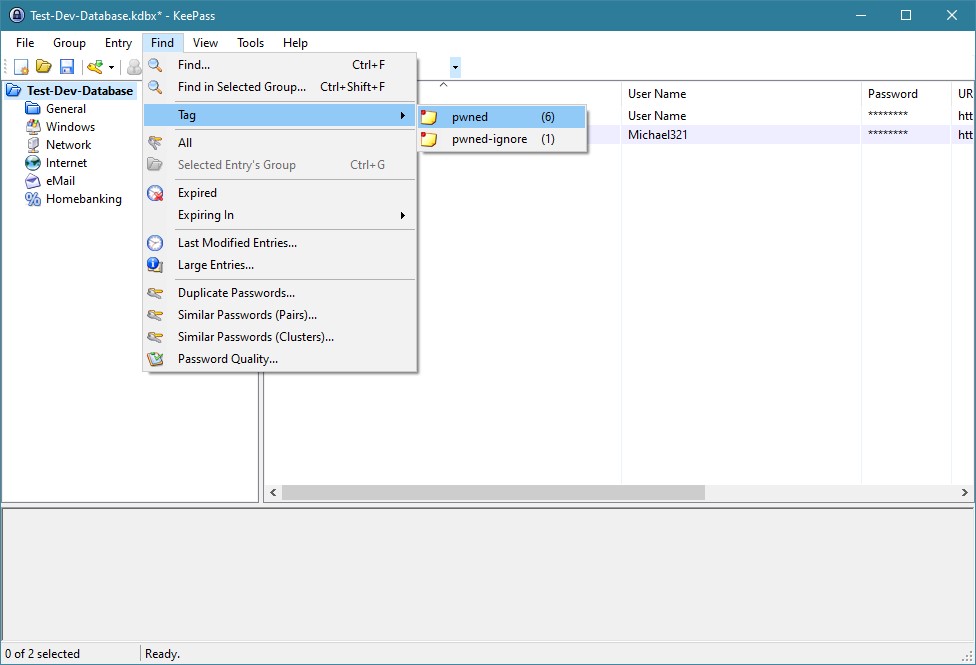 Test-Dev-Database.kdbx* - KeePass
File Group Entry Find View Tools Help
Test-Dev-Database
General
Windows
Network
Internet
eMail
Homebanking
Find... Ctrl+F
Find in Selected Group... Ctrl+Shift+F
Tag
All
Selected Entry's Group Ctrl+G
Expired
Expiring In
Last Modified Entries...
Large Entries...
Duplicate Passwords...
Similar Passwords (Pairs)...
Similar Passwords (Clusters)...
Password Quality...
pwned (6)
pwned-ignore (1)
User Name Password UR
User Name ******** htt
Michael321 ******** htt
0 of 2 selected Ready.